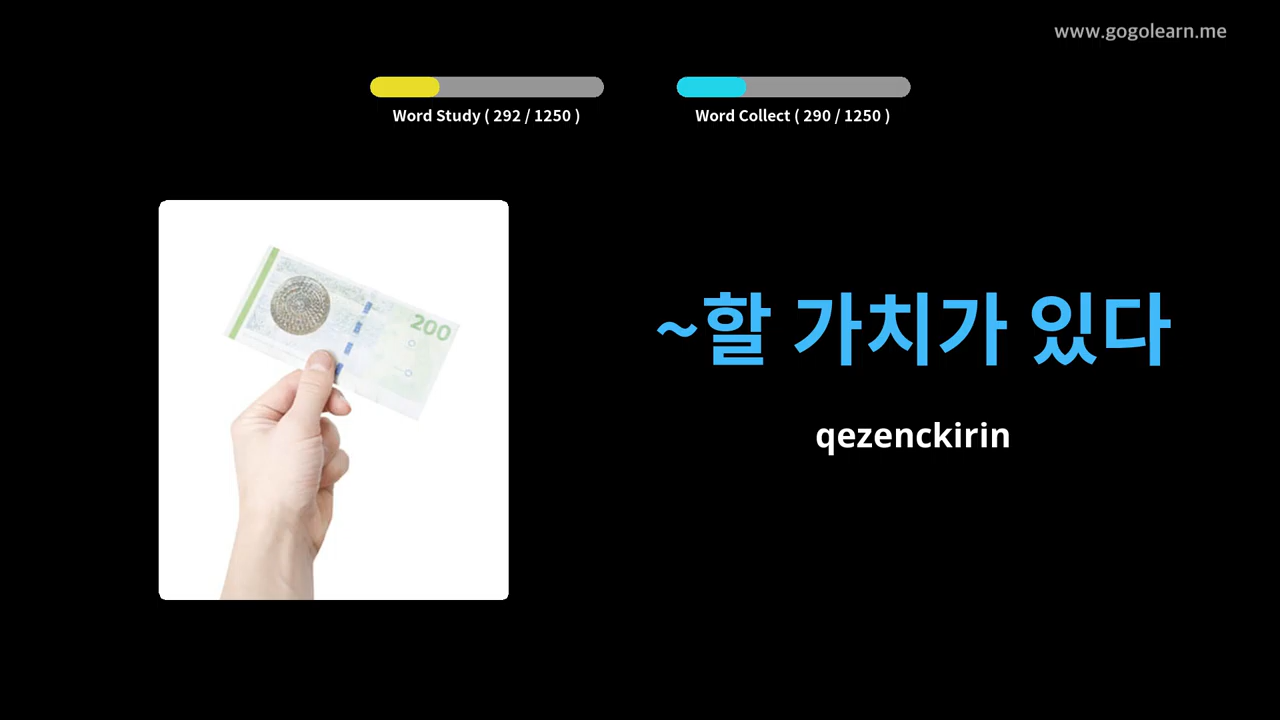 www.gogolearn.me
Word Study ( 292 / 1250 )
Word Collect ( 290 / 1250 )
200
~할 가치가 있다
qezenckirin